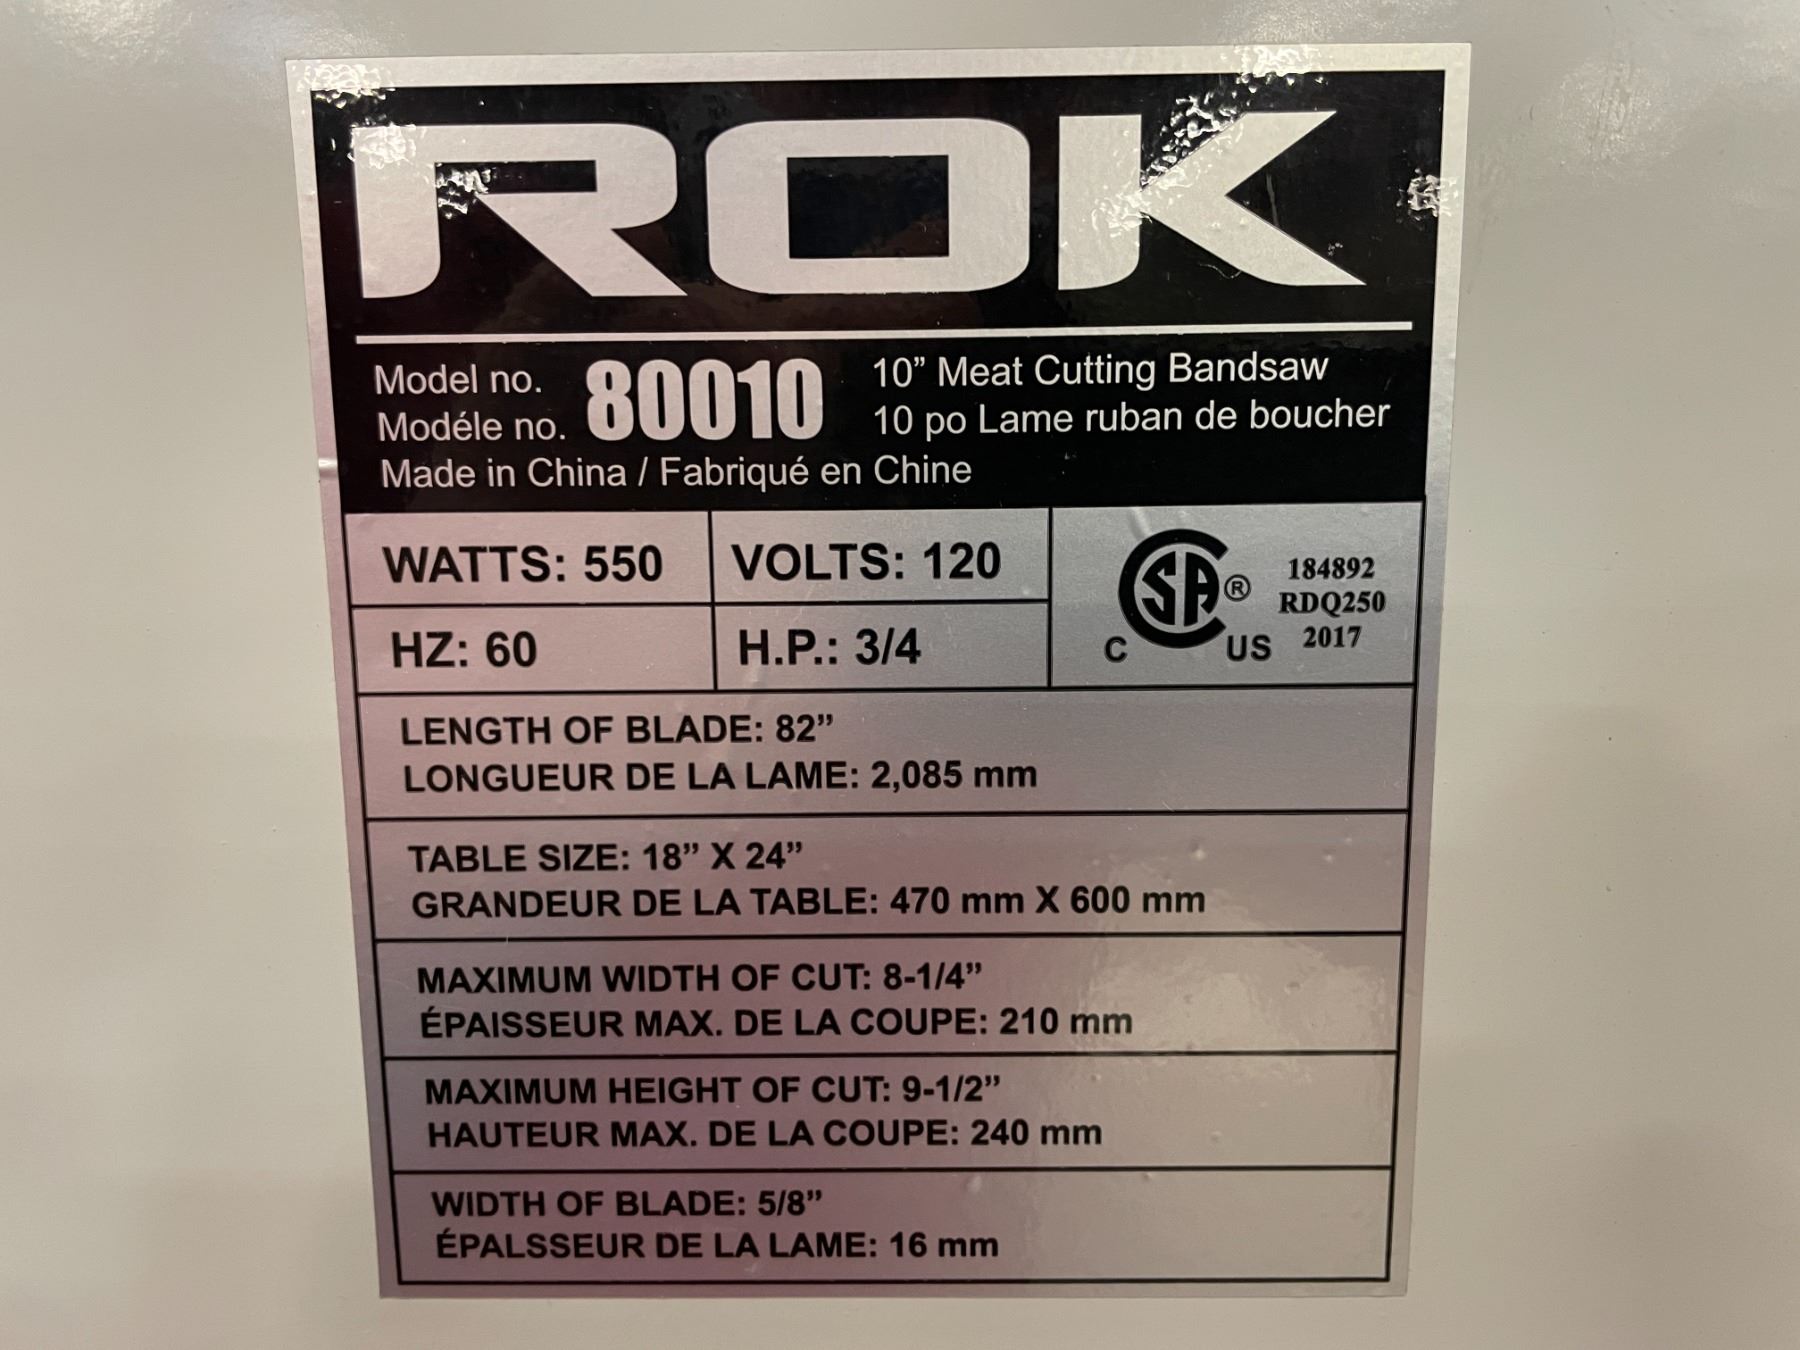 ROK
Model no. 80010
Modéle no.
10” Meat Cutting Bandsaw
10 po Lame ruban de boucher
Made in China / Fabriqué en Chine
WATTS: 550
VOLTS: 120
HZ: 60
H.P.: 3/4
C SA ® C US
184892
RDQ250
2017
LENGTH OF BLADE: 82”
LONGUEUR DE LA LAME: 2,085 mm
TABLE SIZE: 18” X 24”
GRANDEUR DE LA TABLE: 470 mm X 600 mm
MAXIMUM WIDTH OF CUT: 8-1/4”
ÉPAISSEUR MAX. DE LA COUPE: 210 mm
MAXIMUM HEIGHT OF CUT: 9-1/2”
HAUTEUR MAX. DE LA COUPE: 240 mm
WIDTH OF BLADE: 5/8”
ÉPALSSEUR DE LA LAME: 16 mm